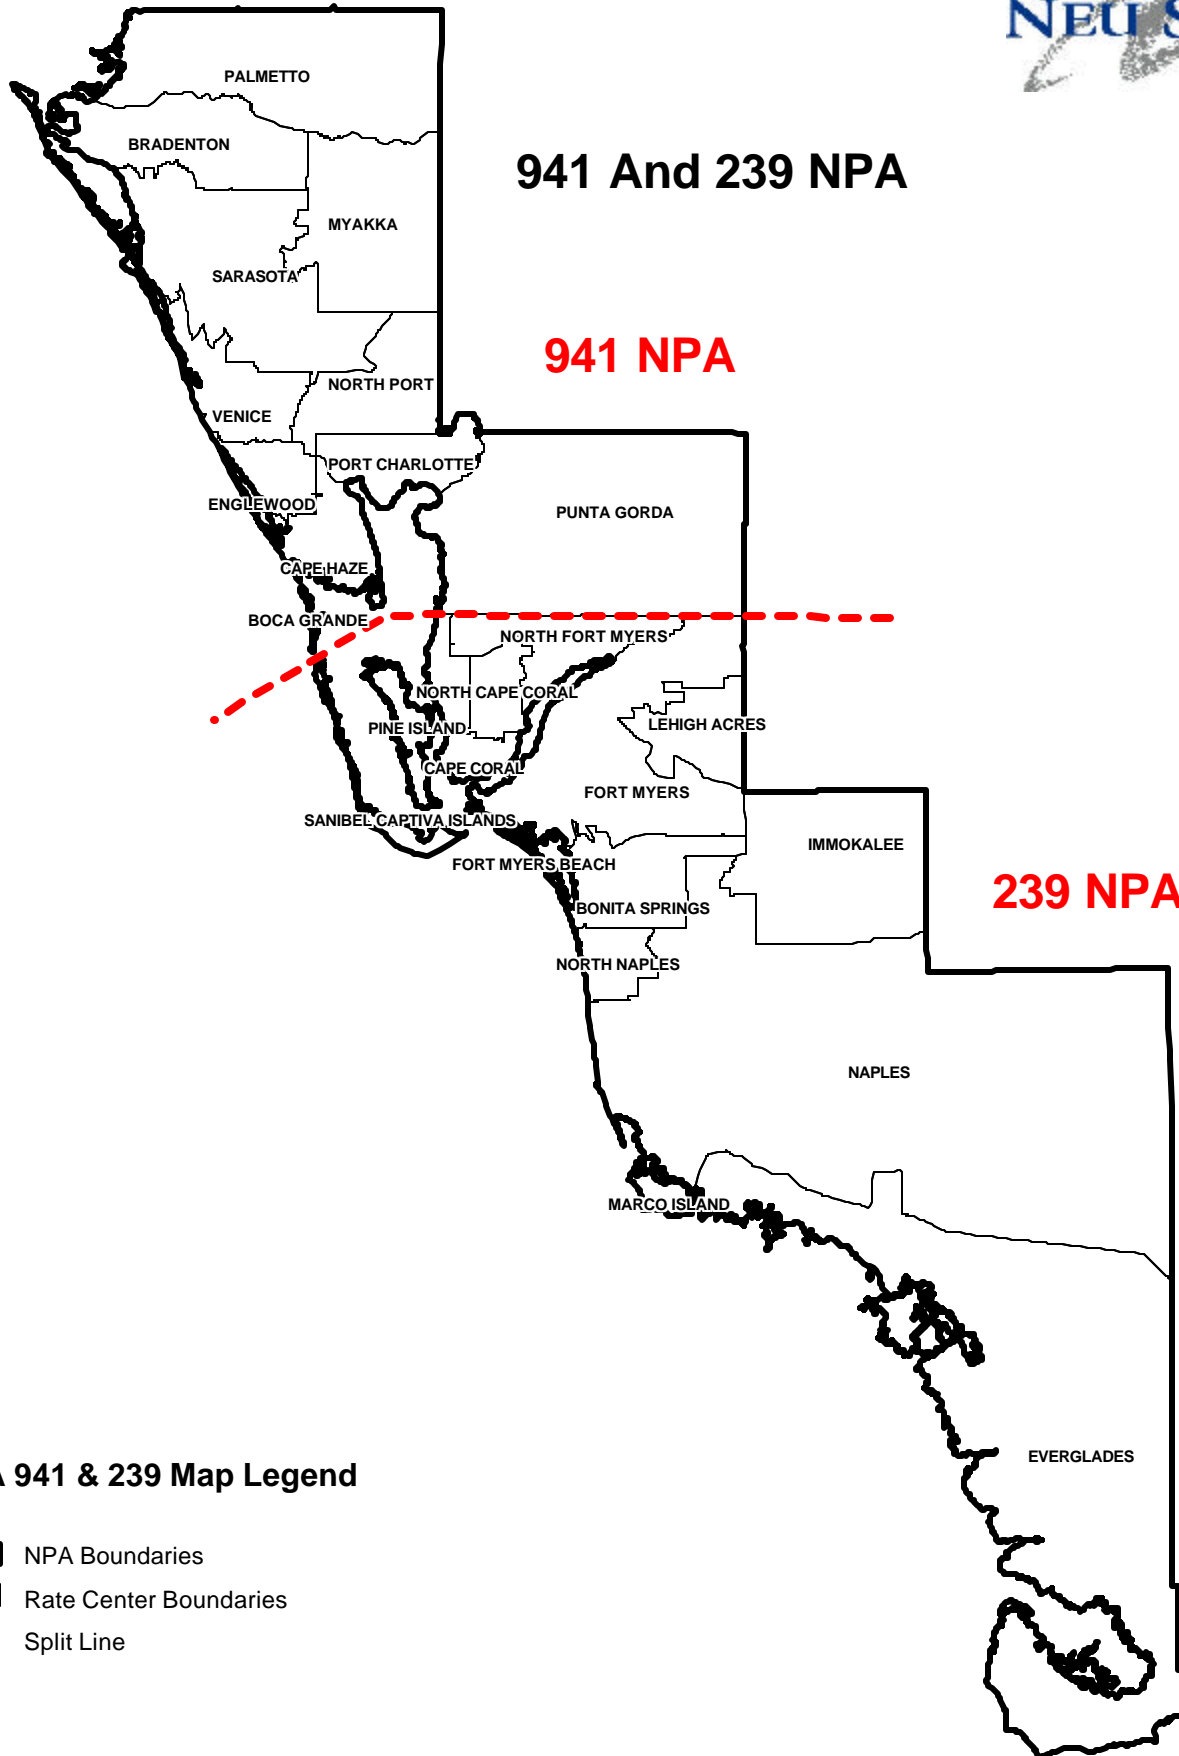 NEU
PALMETTO
BRADENTON
941 And 239 NPA
MYAKKA
SARASOTA
941 NPA
NORTH PORT
VENICE
PORT CHARLOTTE
ENGLEWOOD
PUNTA GORDA
CAPE HAZE
BOCA GRANDE
NORTH FORT MYERS
NORTH CAPE CORAL
PINE ISLAND
LEHIGH ACRES
CAPE CORAL
FORT MYERS
SANIBEL CAPTIVA ISLANDS
IMMOKALEE
FORT MYERS BEACH
239 NPA
BONITA SPRINGS
NORTH NAPLES
NAPLES
MARCO ISLAND
EVERGLADES
941 & 239 Map Legend
NPA Boundaries
Rate Center Boundaries
Split Line